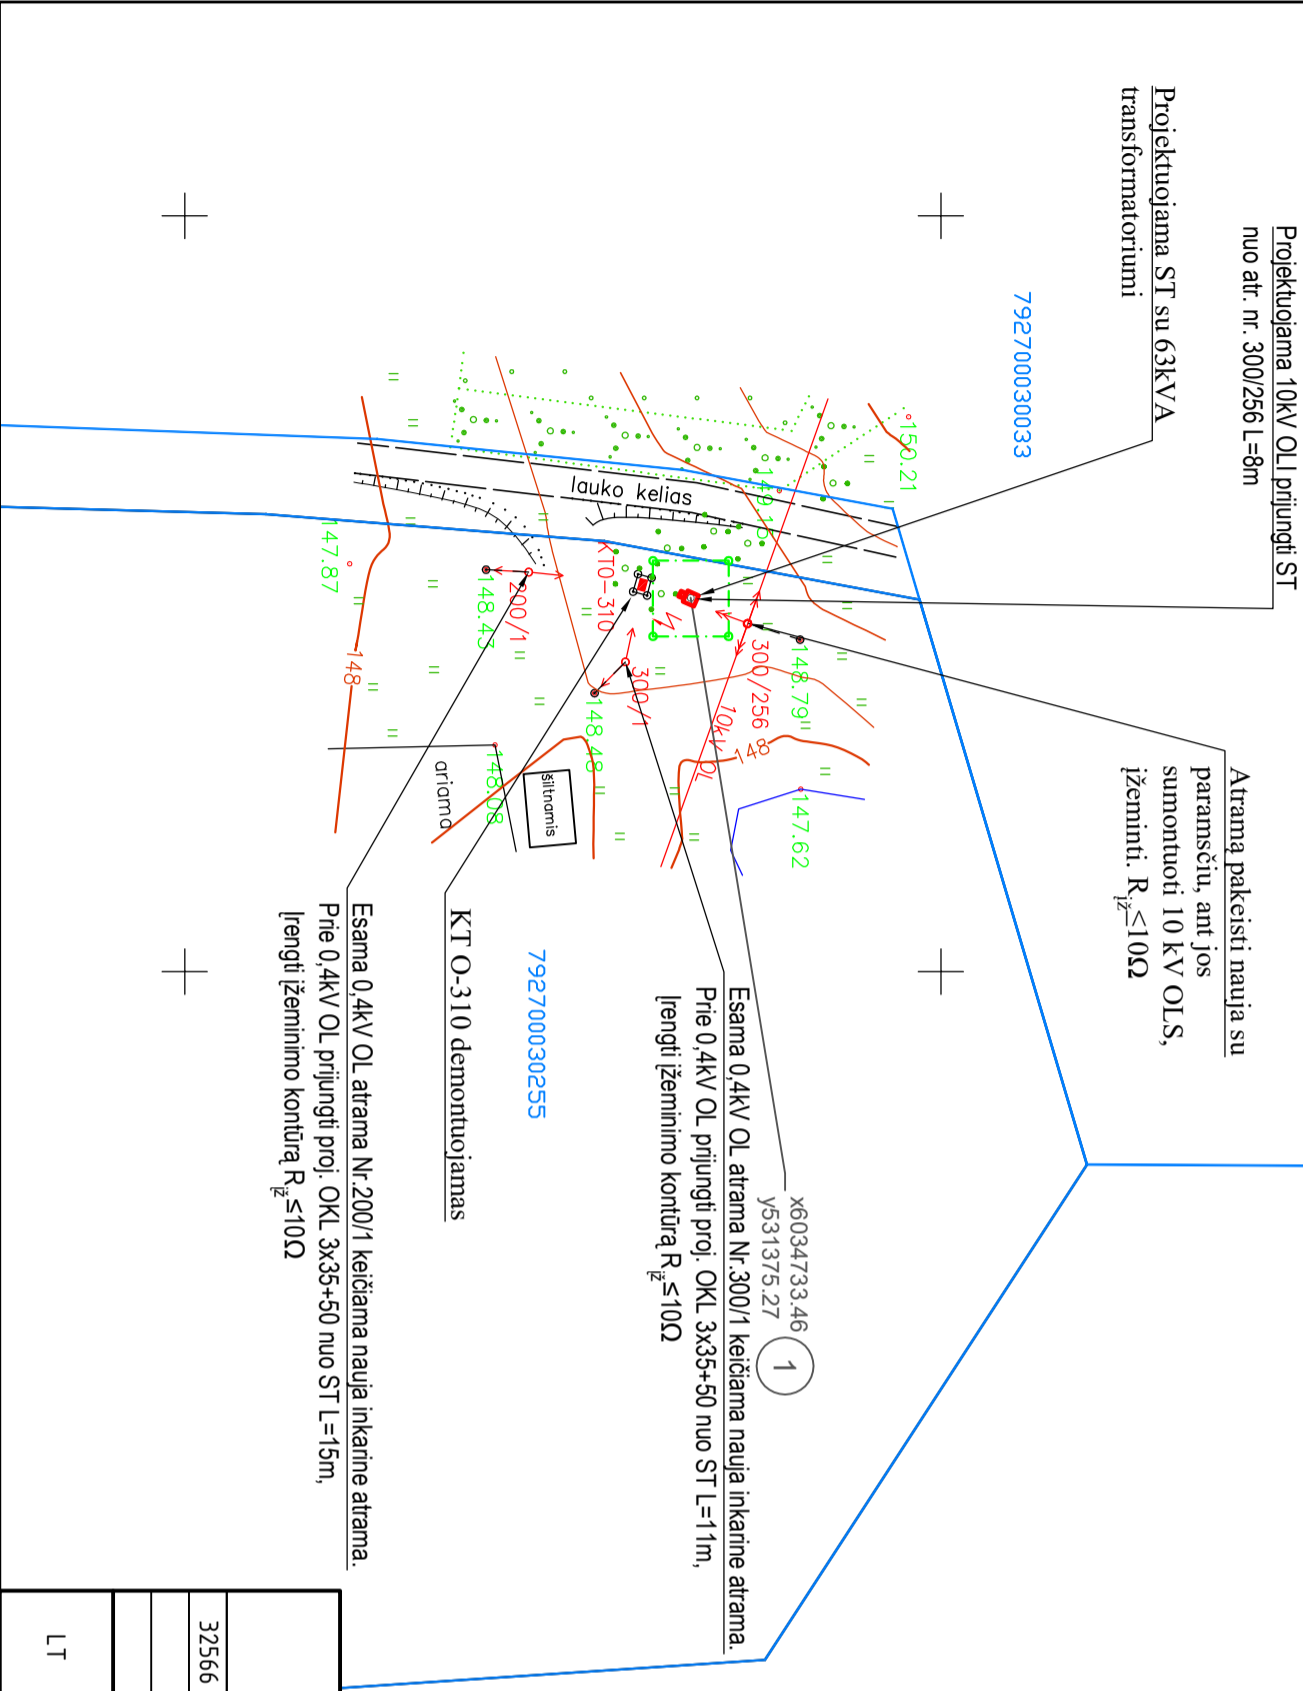 Projektuojama 10kV OLI prijungti ST
nuo atr. nr. 300/256 L=8m
Projektuojama ST su 63kVA
transformatoriumi
792700030033
Atramą pakeisti nauja su
paramsčiu, ant jos
sumontuoti 10 kV OLS,
įžeminti. Rįž≤10Ω
150.21
149.15
lauko kelias
KTO-310
300/256
148.79
10kV OL
148
147.62
300/1
148.48
200/1
148.43
147.87
148
148.08
ariama
šiltnamis
x6034733.46
y531375.27
1
Esama 0,4kV OL atrama Nr.300/1 keičiama nauja inkarine atrama.
Prie 0,4kV OL prijungti proj. OKL 3x35+50 nuo ST L=11m,
Įrengti įžeminimo kontūrą Rįž≤10Ω
792700030255
KT O-310 demontuojamas
Esama 0,4kV OL atrama Nr.200/1 keičiama nauja inkarine atrama.
Prie 0,4kV OL prijungti proj. OKL 3x35+50 nuo ST L=15m,
Įrengti įžeminimo kontūrą Rįž≤10Ω
32566
LT